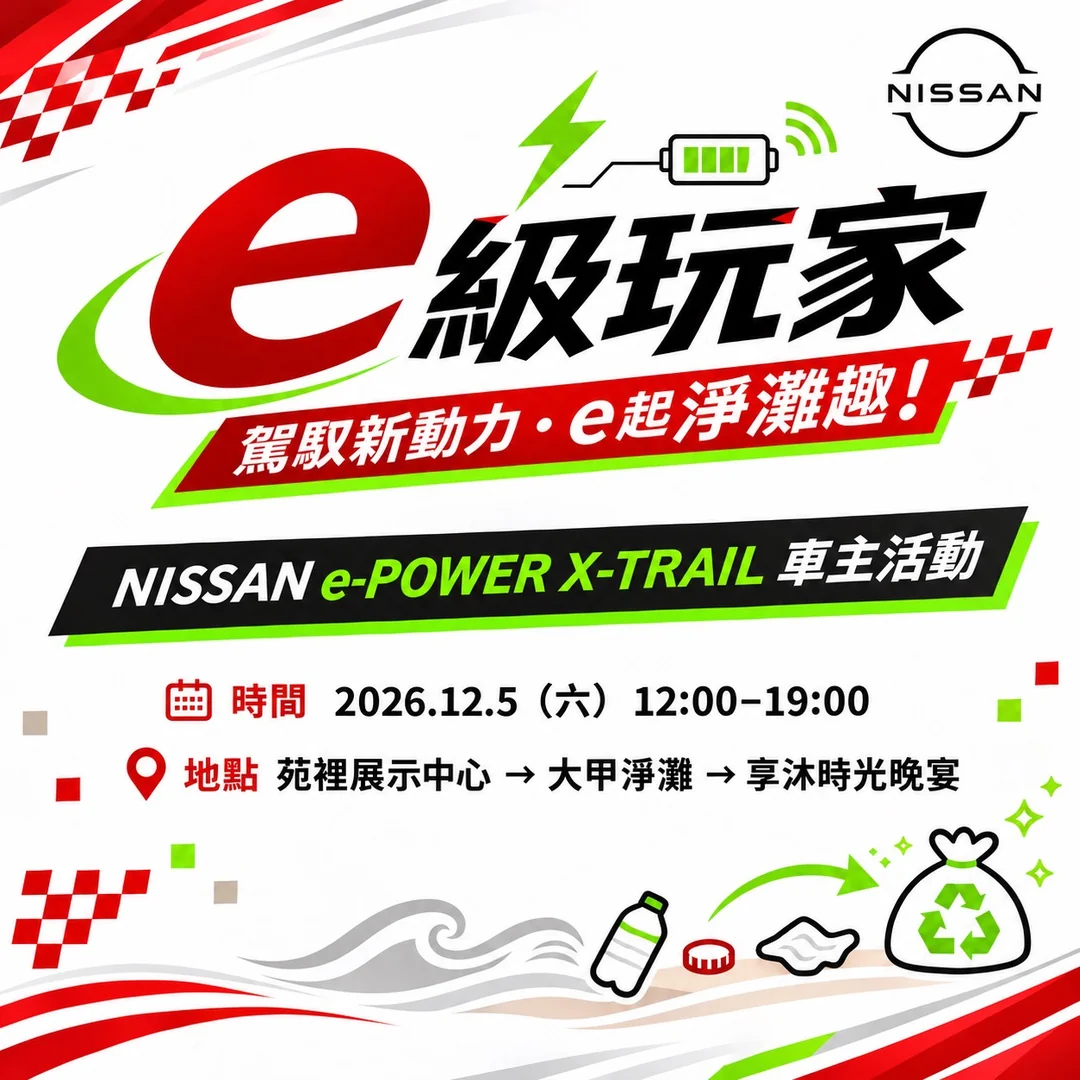 NISSAN
e級玩家
駕馭新動力・e起淨灘趣！
NISSAN e-POWER X-TRAIL 車主活動
時間 2026.12.5（六）12:00–19:00
地點 苑裡展示中心 → 大甲淨灘 → 享沐時光晚宴